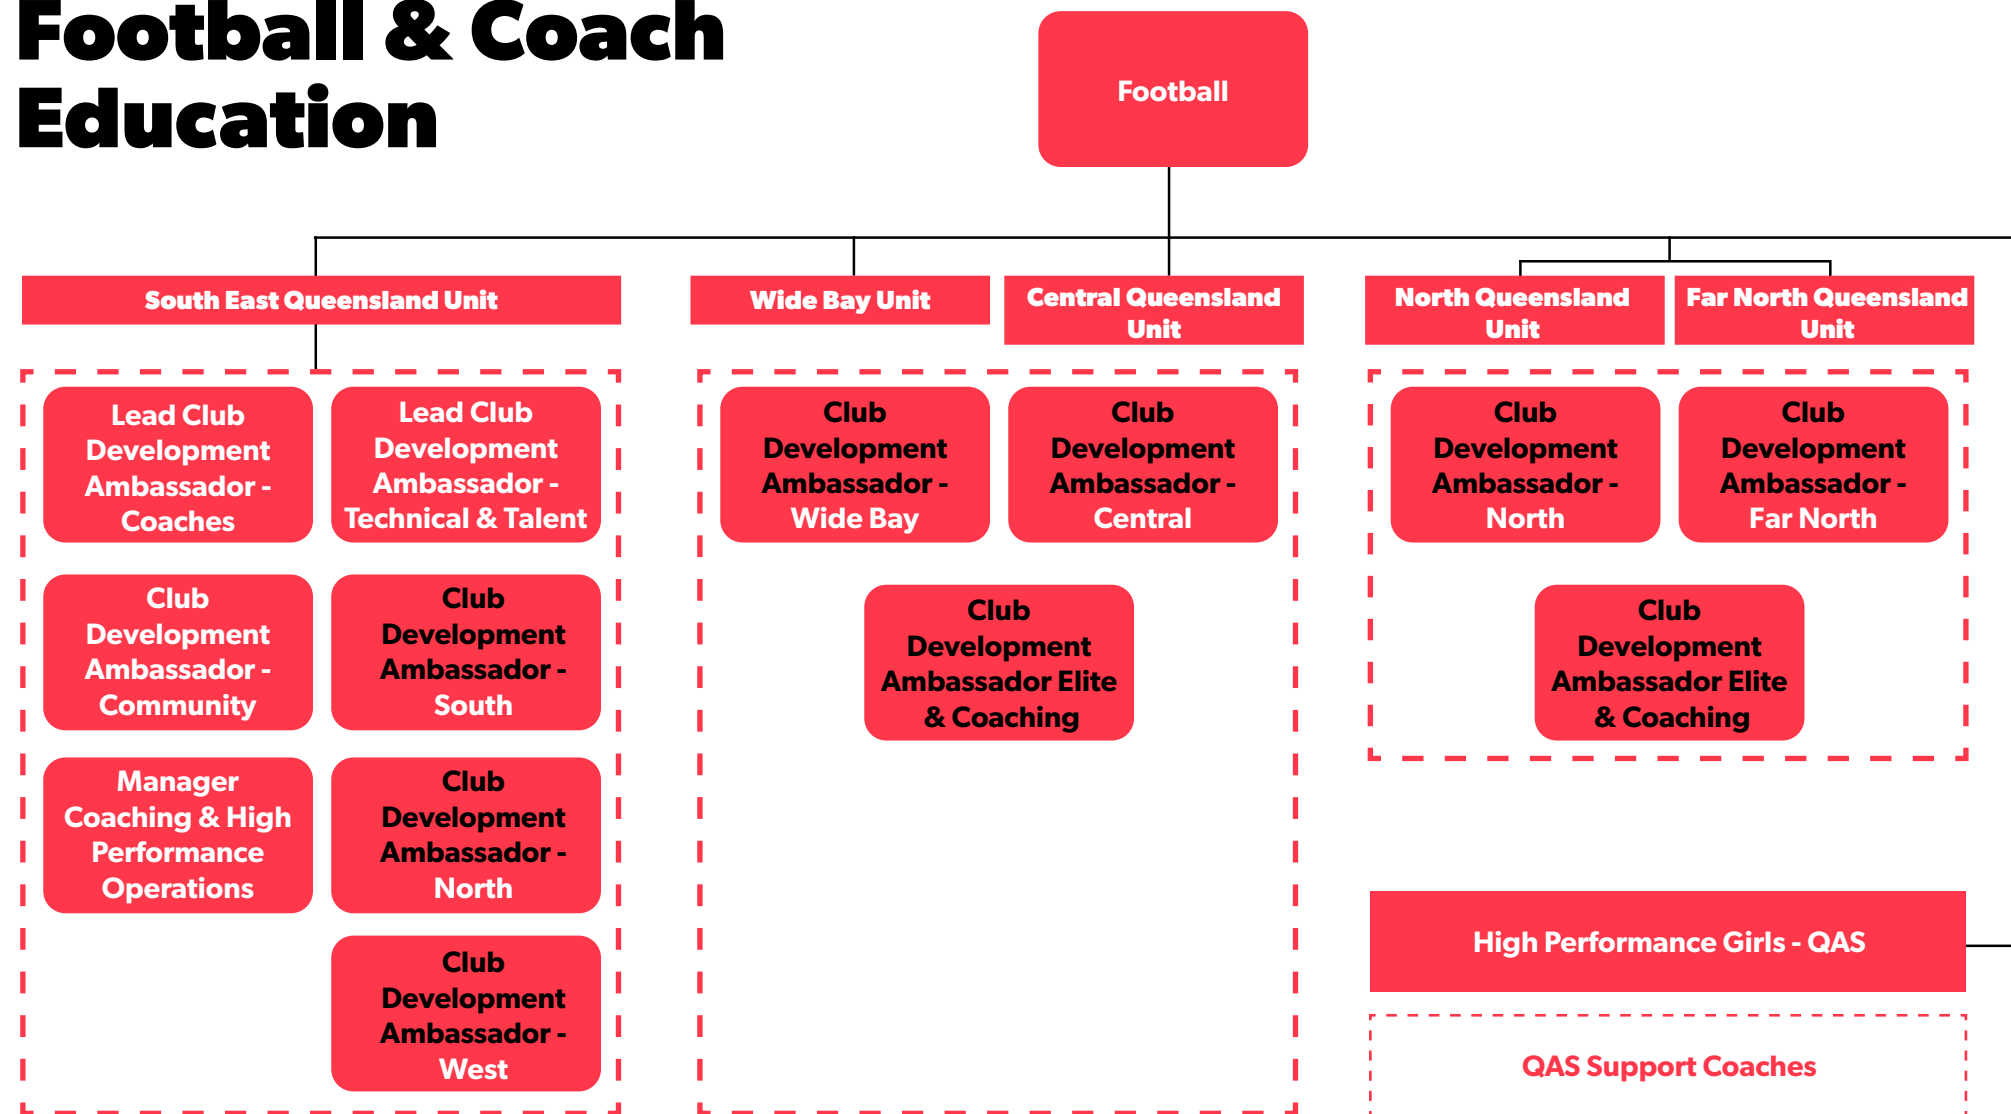 Football & Coach
Education
Football
South East Queensland Unit
Wide Bay Unit
Central Queensland
Unit
North Queensland
Unit
Far North Queensland
Unit
Lead Club
Development
Ambassador -
Coaches
Lead Club
Development
Ambassador -
Technical & Talent
Club
Development
Ambassador -
Community
Club
Development
Ambassador -
South
Manager
Coaching & High
Performance
Operations
Club
Development
Ambassador -
North
Club
Development
Ambassador -
West
Club
Development
Ambassador -
Wide Bay
Club
Development
Ambassador -
Central
Club
Development
Ambassador Elite
& Coaching
Club
Development
Ambassador -
North
Club
Development
Ambassador -
Far North
Club
Development
Ambassador Elite
& Coaching
High Performance Girls - QAS
QAS Support Coaches